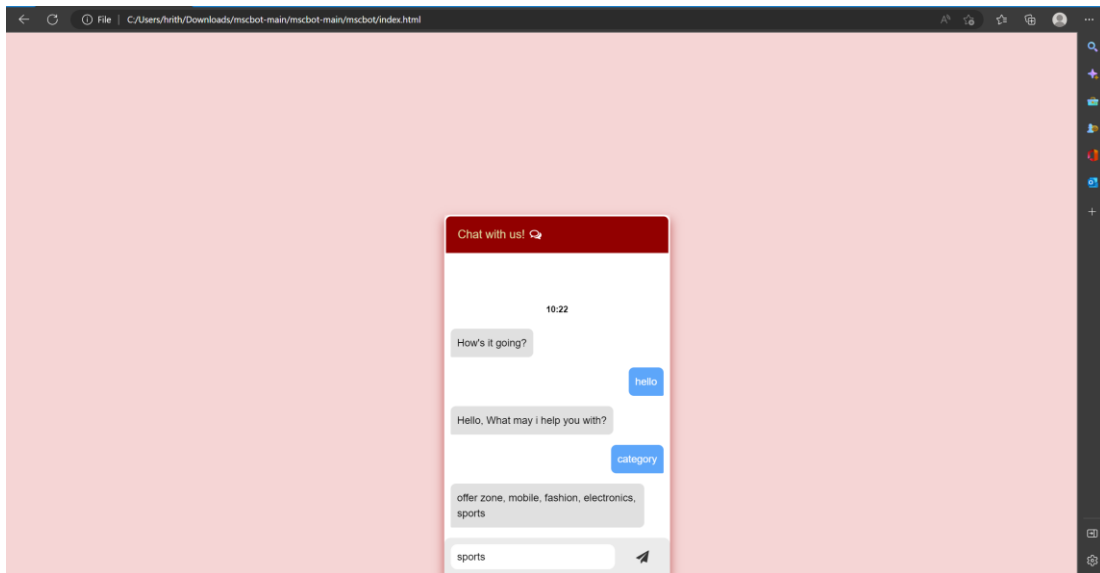 File | C:/Users/hrith/Downloads/mscbot-main/mscbot-main/mscbot/index.html
Chat with us!
10:22
How's it going?
hello
Hello, What may i help you with?
category
offer zone, mobile, fashion, electronics,
sports
sports